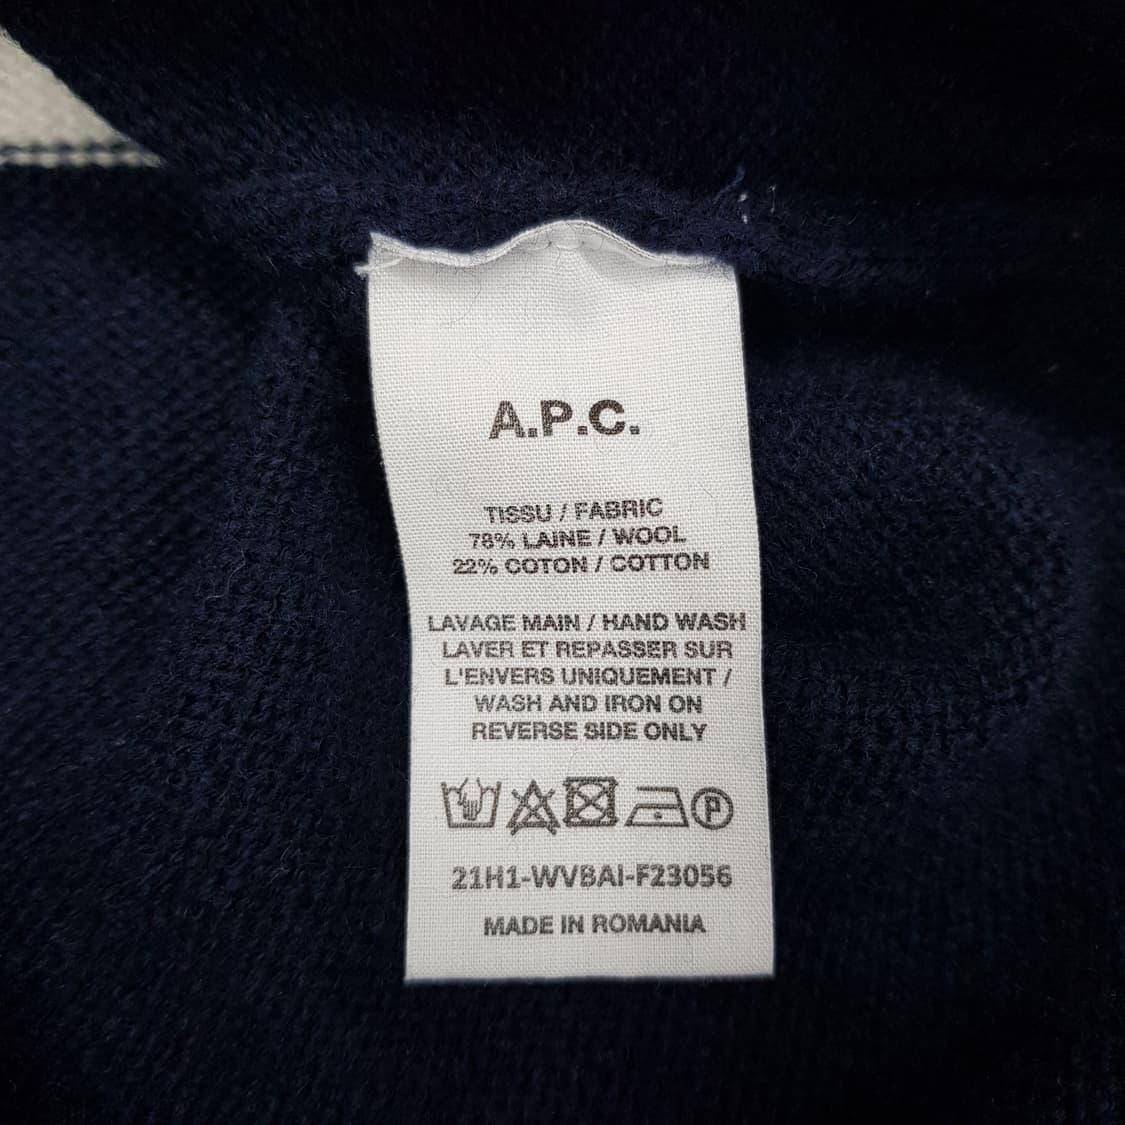 A.P.C.
TISSU / FABRIC
78% LAINE / WOOL
22% COTON / COTTON
LAVAGE MAIN / HAND WASH
LAVER ET REPASSER SUR
L'ENVERS UNIQUEMENT /
WASH AND IRON ON
REVERSE SIDE ONLY
P
21H1-WVBAI-F23056
MADE IN ROMANIA